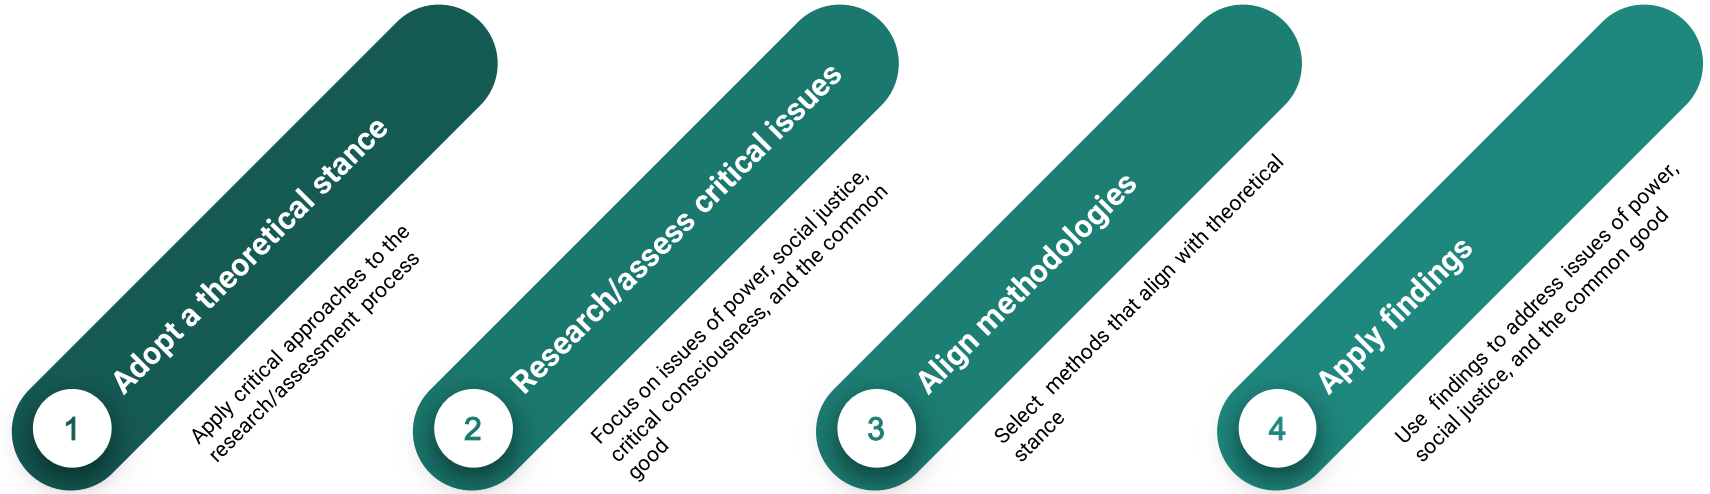 1
Adopt a theoretical stance
Apply critical approaches to the
research/assessment process
2
Research/assess critical issues
Focus on issues of power, social justice,
critical consciousness, and the common
good
3
Align methodologies
Select methods that align with theoretical
stance
4
Apply findings
Use findings to address issues of power,
social justice, and the common good